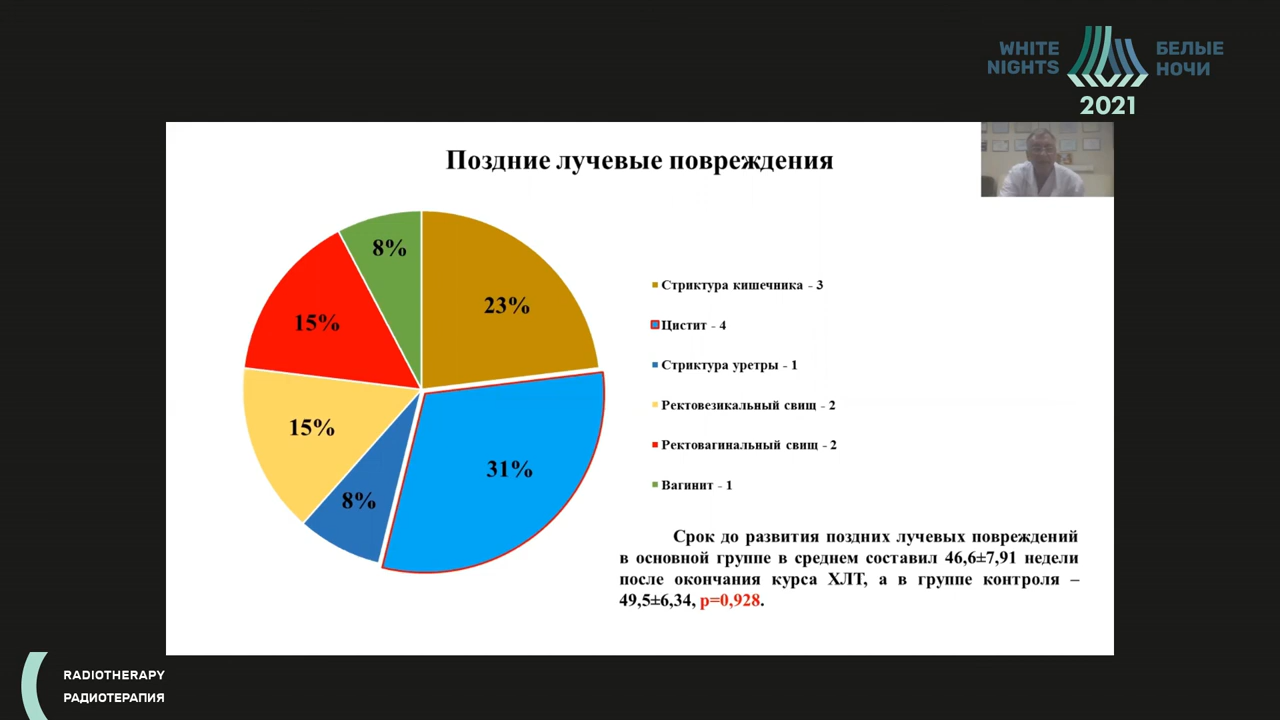 WHITE
NIGHTS
БЕЛЫЕ
НОЧИ
2021
Поздние лучевые повреждения
8%
23%
15%
15%
31%
8%
Стриктура кишечника - 3
Цистит - 4
Стриктура уретры - 1
Ректовезикальный свищ - 2
Ректовагинальный свищ - 2
Вагинит - 1
Срок до развития поздних лучевых повреждений
в основной группе в среднем составил 46,6±7,91 недели
после окончания курса ХЛТ, а в группе контроля –
49,5±6,34, р=0,928.
RADIOTHERAPY
РАДИОТЕРАПИЯ